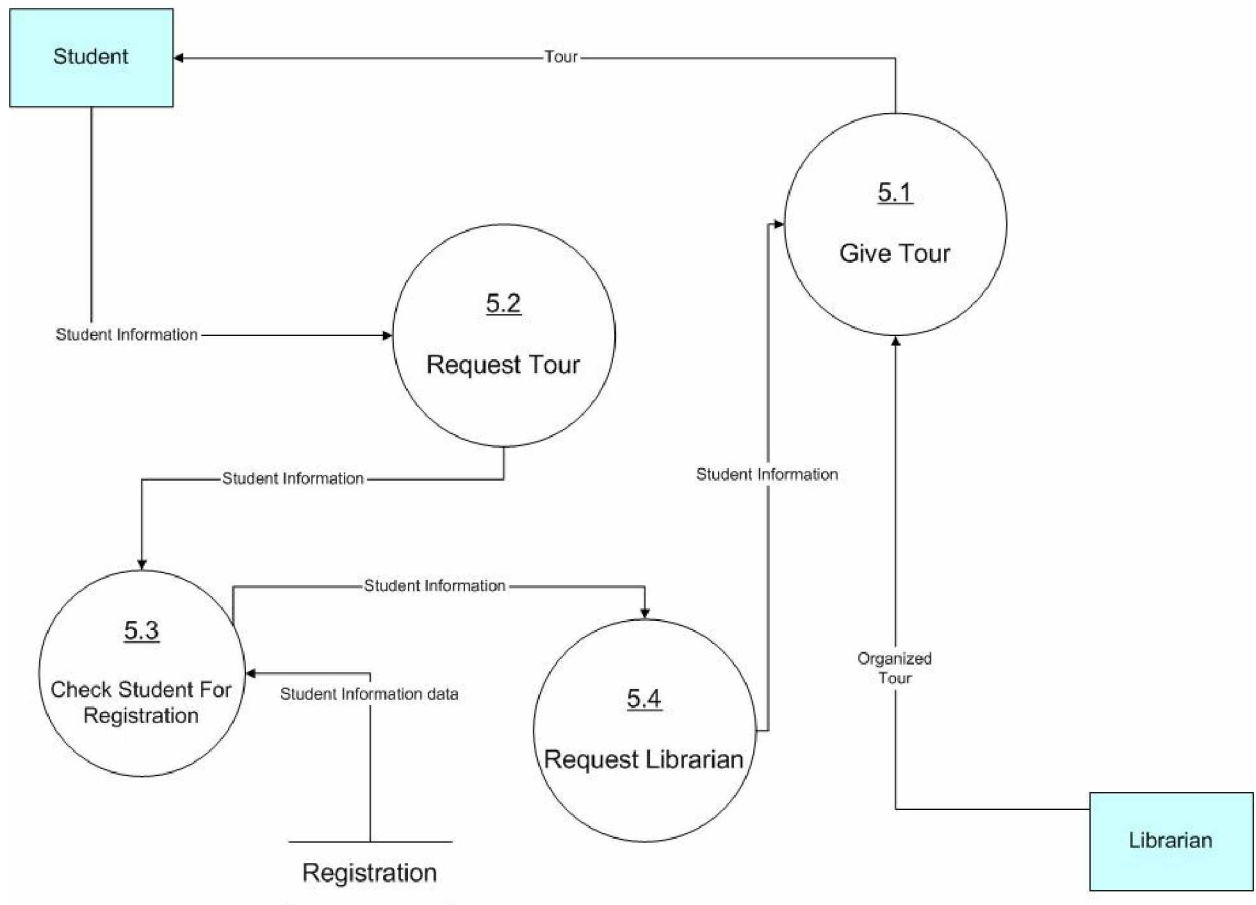 Student
Tour
5.1
Give Tour
5.2
Request Tour
Student Information
Student Information
Student Information
Student Information
5.3
Check Student For
Registration
Student Information data
5.4
Request Librarian
Organized
Tour
Librarian
Registration